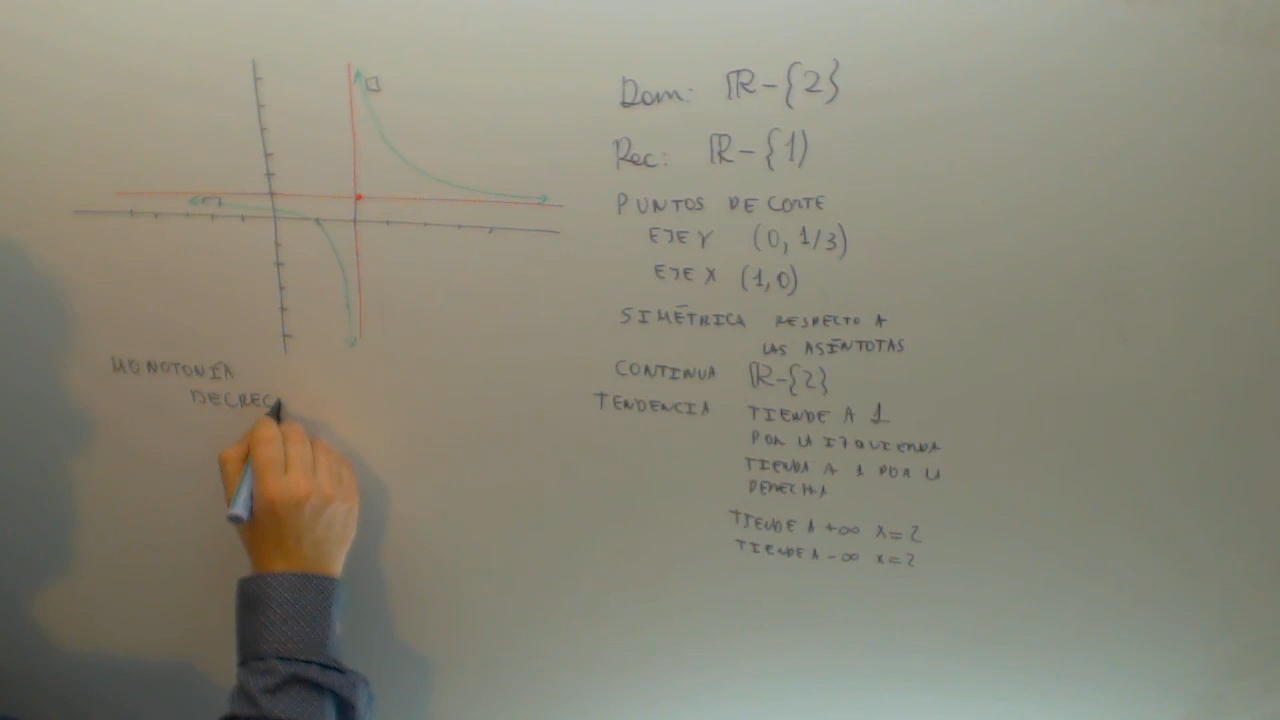 Dom: ℝ-{2}
Rec: ℝ-{1)
PUNTOS DE CORTE
EJE Y (0, 1/3)
EJE X (1,0)
SIMÉTRICA RESPECTO A
LAS ASÍNTOTAS
CONTINUA ℝ-{2}
TENDENCIA TIENDE A 1
POR LA IZQUIERDA
TIENDE A 1 POR LA
DERECHA
TIENDE A +∞ X=2
TIENDE A -∞ X=2
MONOTONÍA
DECREC